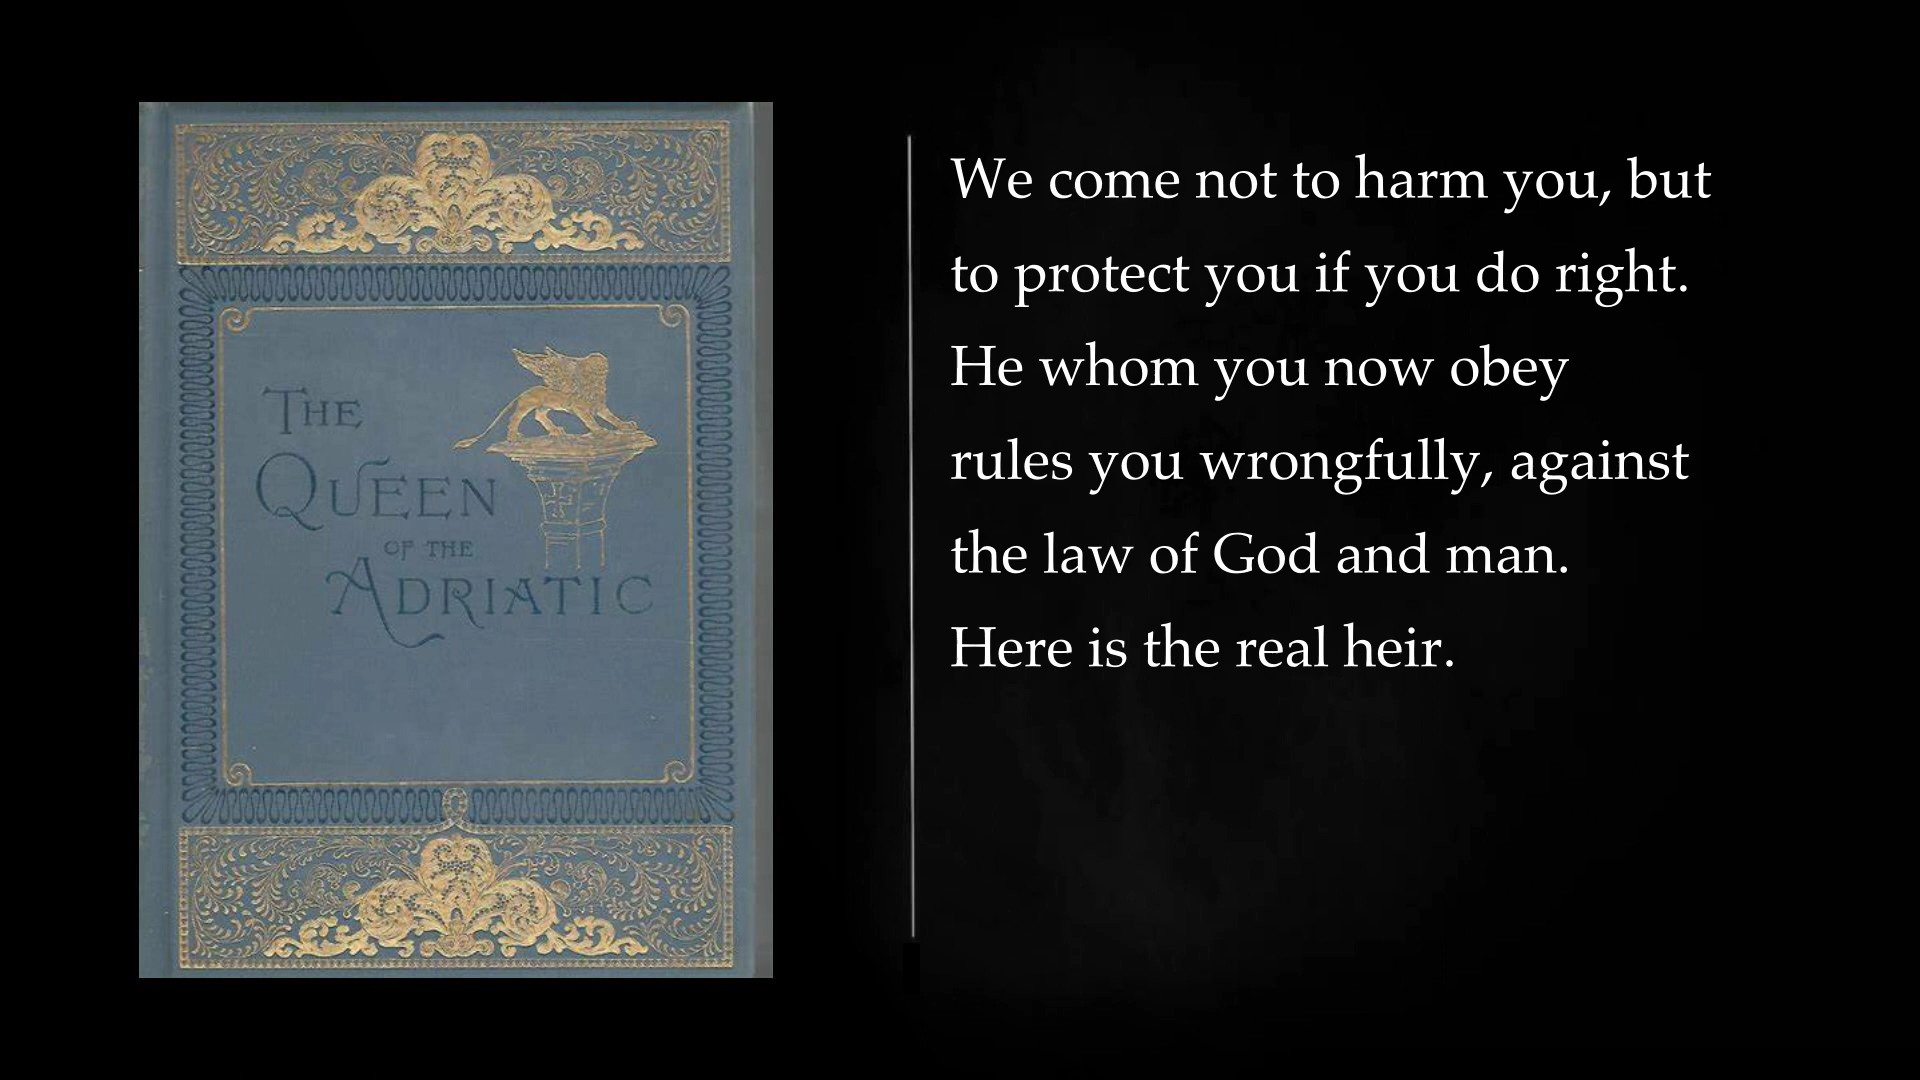 THE
QUEEN
OF THE
ADRIATIC
We come not to harm you, but
to protect you if you do right.
He whom you now obey
rules you wrongfully, against
the law of God and man.
Here is the real heir.